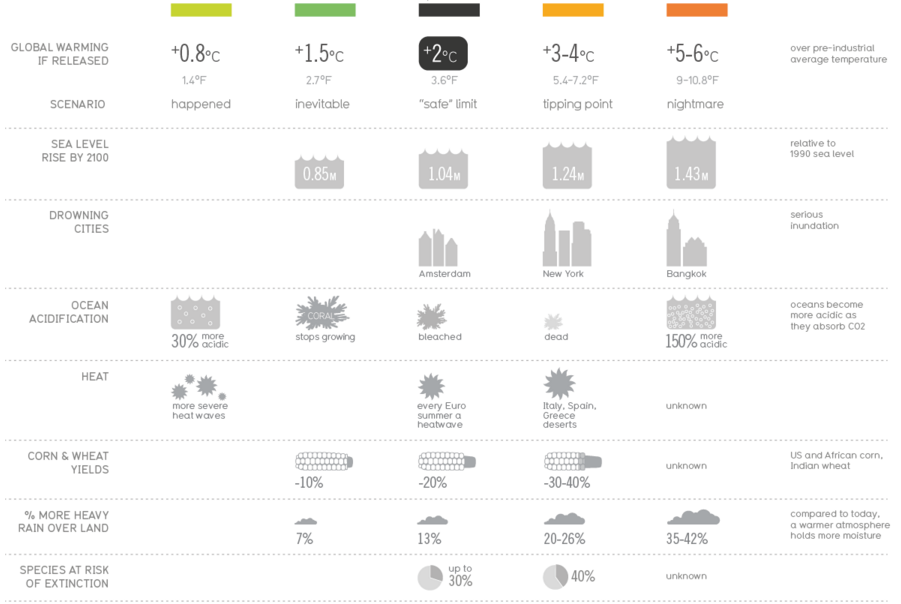 GLOBAL WARMING
IF RELEASED
+0.8°C
+1.5°C
+2°C
+3-4°C
+5-6°C
over pre-industrial
average temperature
1.4°F
2.7°F
3.6°F
5.4-7.2°F
9-10.8°F
SCENARIO
happened
inevitable
"safe" limit
tipping point
nightmare
SEA LEVEL
RISE BY 2100
0.85M
1.04M
1.24M
1.43M
relative to
1990 sea level
DROWNING
CITIES
Amsterdam
New York
Bangkok
serious
inundation
OCEAN
ACIDIFICATION
30% more
acidic
CORAL
stops growing
bleached
dead
150% more
acidic
oceans become
more acidic as
they absorb CO2
HEAT
more severe
heat waves
every Euro
summer a
heatwave
Italy, Spain,
Greece
deserts
unknown
CORN & WHEAT
YIELDS
-10%
-20%
-30-40%
unknown
US and African corn,
Indian wheat
% MORE HEAVY
RAIN OVER LAND
7%
13%
20-26%
35-42%
compared to today,
a warmer atmosphere
holds more moisture
SPECIES AT RISK
OF EXTINCTION
up to
30%
40%
unknown